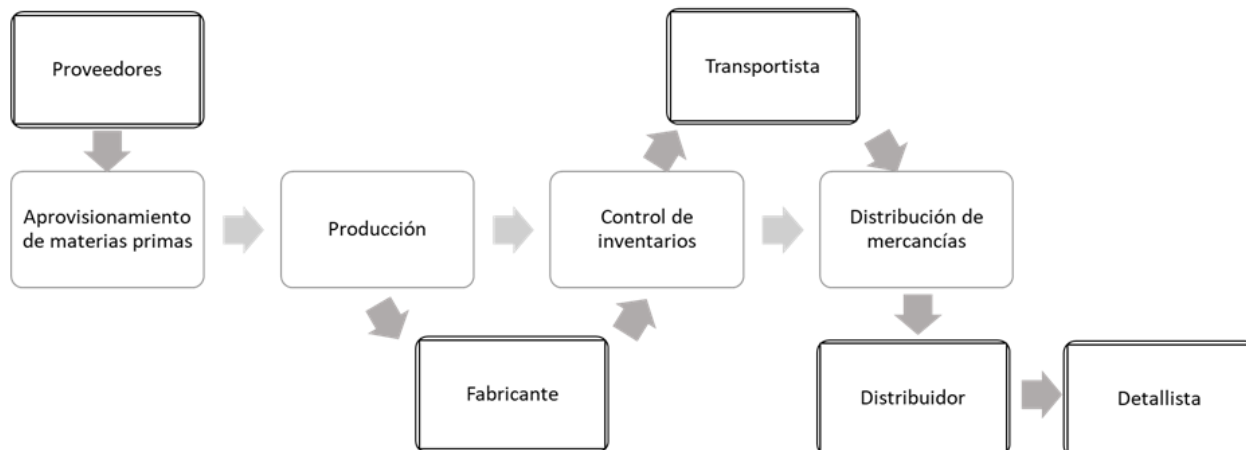 Proveedores
Transportista
Aprovisionamiento
de materias primas
Producción
Control de
inventarios
Distribución de
mercancías
Fabricante
Distribuidor
Detallista